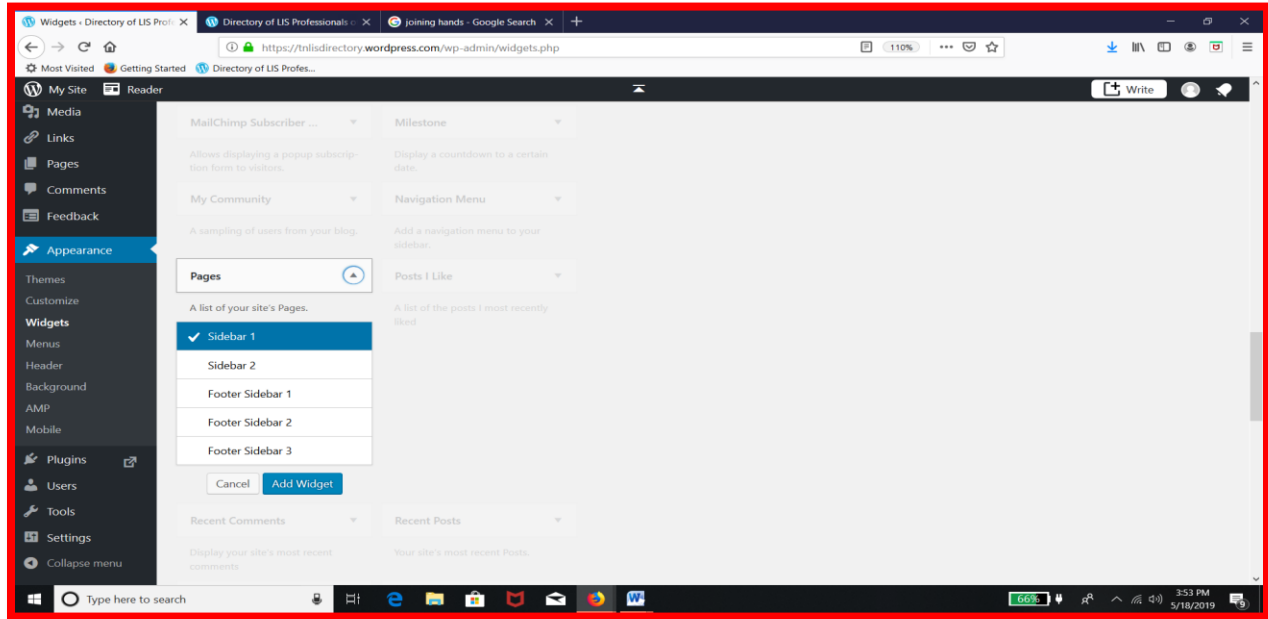 Widgets ‹ Directory of LIS Profe
Directory of LIS Professionals o
joining hands - Google Search
https://tnlisdirectory.wordpress.com/wp-admin/widgets.php
110%
Most Visited
Getting Started
Directory of LIS Profes...
My Site
Reader
Write
Media
Links
Pages
Comments
Feedback
Appearance
Themes
Customize
Widgets
Menus
Header
Background
AMP
Mobile
Plugins
Users
Tools
Settings
Collapse menu
MailChimp Subscriber ...
Allows displaying a popup subscrip-
tion form to visitors.
Milestone
Display a countdown to a certain
date.
My Community
A sampling of users from your blog.
Navigation Menu
Add a navigation menu to your
sidebar.
Pages
A list of your site's Pages.
Posts I Like
A list of the posts I most recently
liked
Sidebar 1
Sidebar 2
Footer Sidebar 1
Footer Sidebar 2
Footer Sidebar 3
Cancel
Add Widget
Recent Comments
Display your site's most recent
comments
Recent Posts
Your site's most recent Posts.
Type here to search
66%
3:53 PM
5/18/2019
9